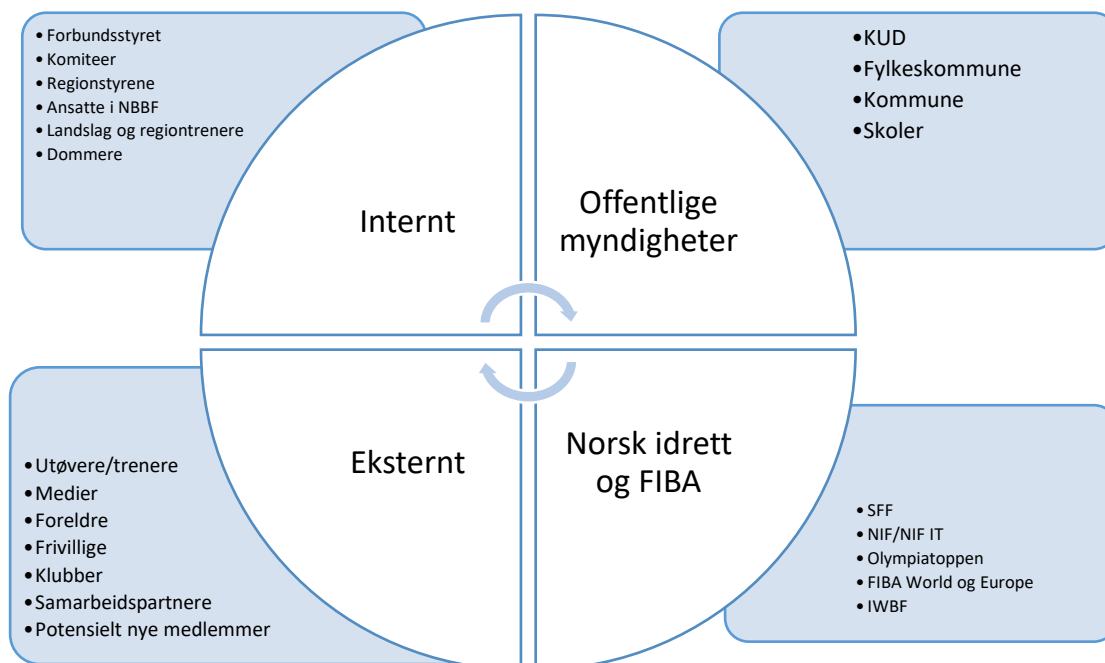 •Forbundsstyret
•Komiteer
•Regionstyrene
•Ansatte i NBBF
•Landslag og regiontrenere
•Dommere
•KUD
•Fylkeskommune
•Kommune
•Skoler
Internt
Offentlige
myndigheter
Eksternt
Norsk idrett
og FIBA
•Utøvere/trenere
•Medier
•Foreldre
•Frivillige
•Klubber
•Samarbeidspartnere
•Potensielt nye medlemmer
•SFF
•NIF/NIF IT
•Olympiatoppen
•FIBA World og Europe
•IWBF